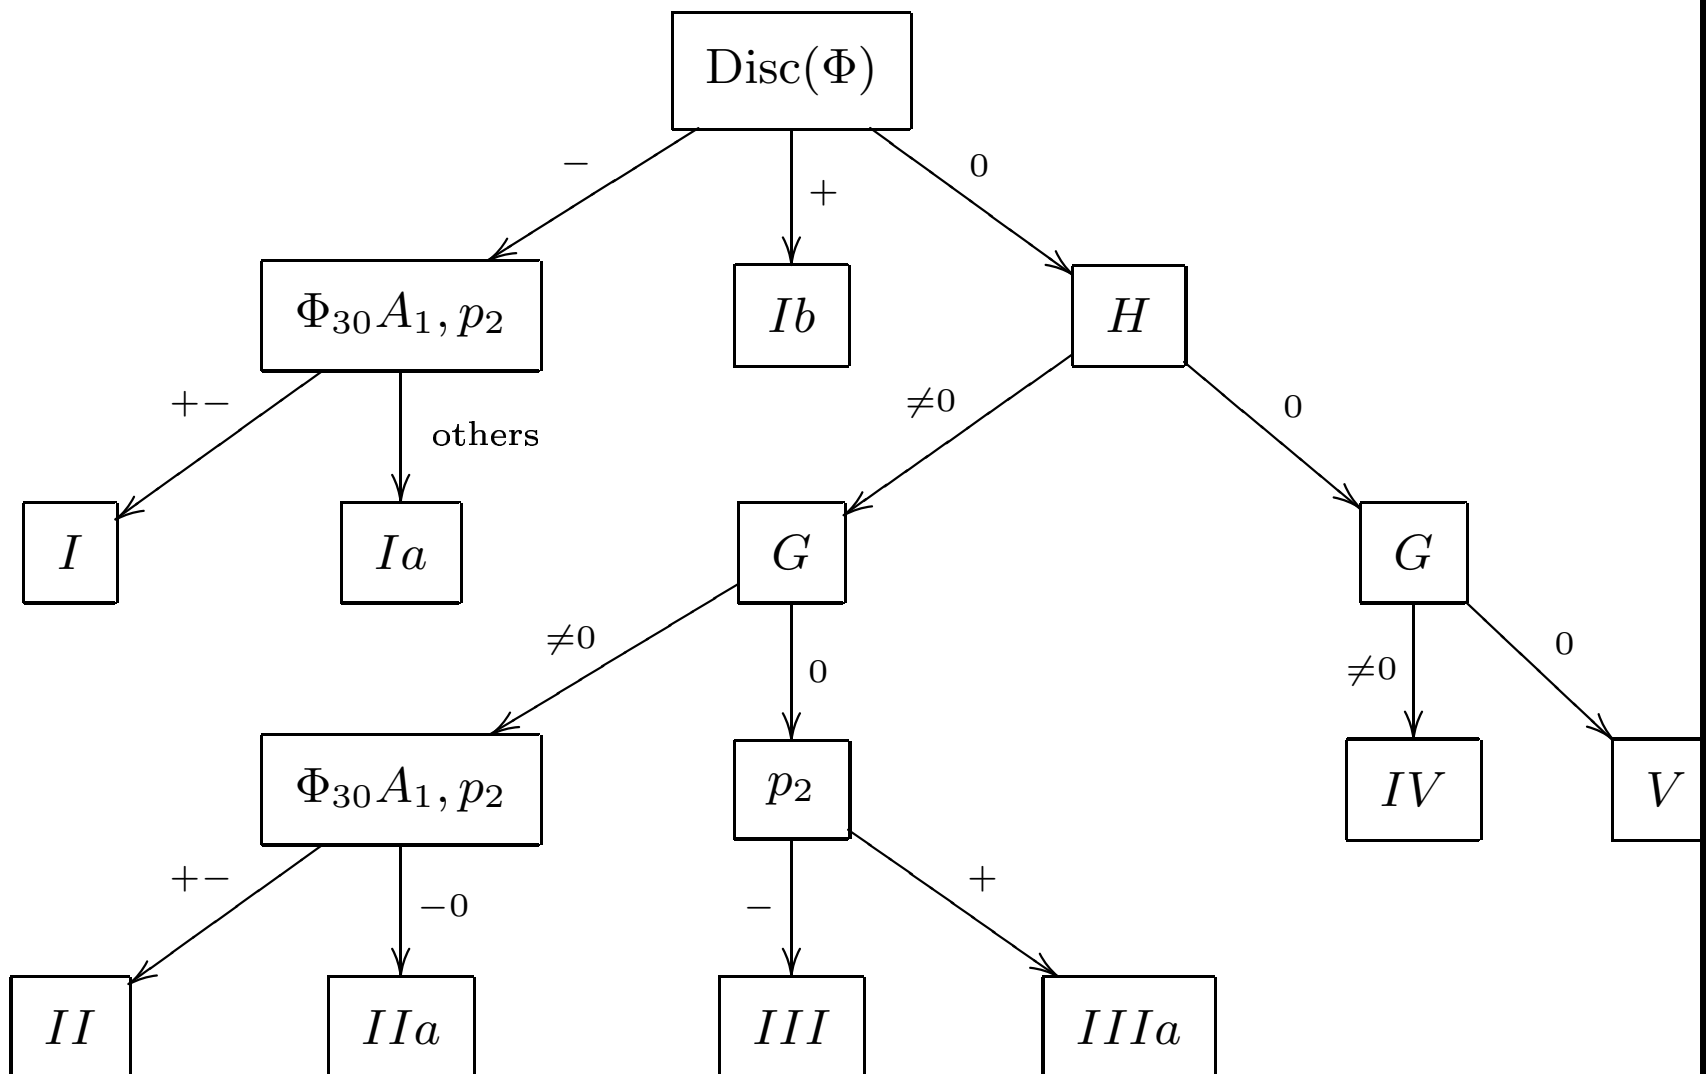 Disc(Φ)
− + 0
Φ₃₀A₁, p₂ Ib H
+− others ≠0 0
I Ia G G
≠0 0 ≠0 0
Φ₃₀A₁, p₂ p₂ IV V
+− −0 − +
II IIa III IIIa